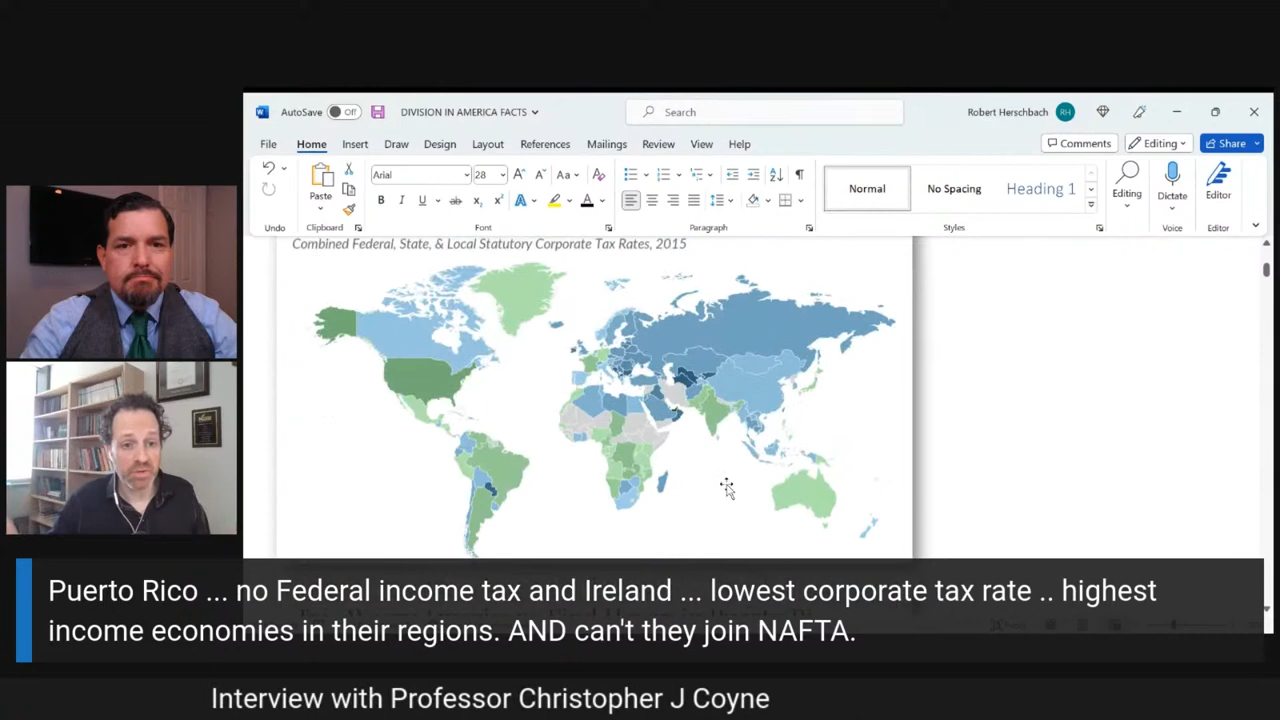 AutoSave Off DIVISION IN AMERICA FACTS Search Robert Herschbach RH
File Home Insert Draw Design Layout References Mailings Review View Help Comments Editing Share
Paste Arial 28 Aa Normal No Spacing Heading 1 Editing Dictate Editor
Undo Clipboard Font Paragraph Styles Voice Editor
Combined Federal, State, & Local Statutory Corporate Tax Rates, 2015
Puerto Rico ... no Federal income tax and Ireland ... lowest corporate tax rate .. highest
income economies in their regions. AND can't they join NAFTA.
Interview with Professor Christopher J Coyne